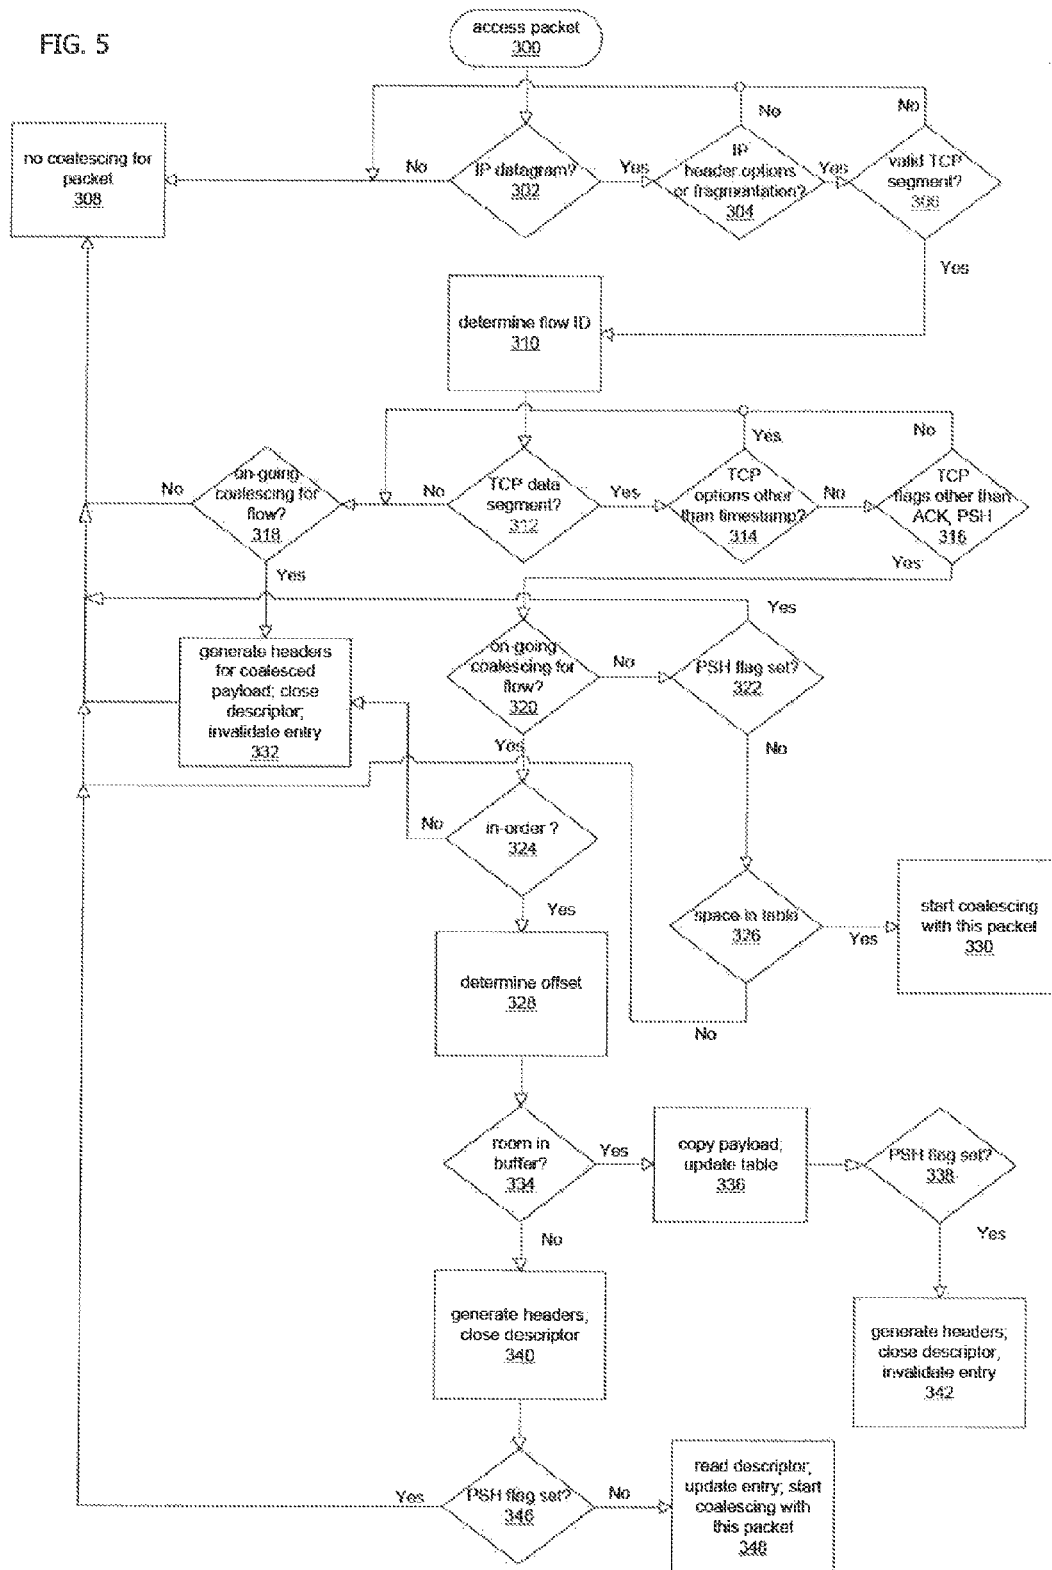 FIG. 5
access packet
300
No
No
no coalescing for
packet
308
No
IP datagram?
302
Yes
IP
header options
or fragmentation?
304
Yes
valid TCP
segment?
306
Yes
determine flow ID
310
No
Yes
No
on-going
coalescing for
flow?
318
No
TCP data
segment?
312
Yes
TCP
options other
than timestamp?
314
No
TCP
flags other than
ACK, PSH
316
Yes
Yes
Yes
generate headers
for coalesced
payload; close
descriptor;
invalidate entry
332
on-going
coalescing for
flow?
320
No
PSH flag set?
322
Yes
No
No
in-order ?
324
Yes
space in table
326
Yes
start coalescing
with this packet
330
determine offset
328
No
room in
buffer?
334
Yes
copy payload;
update table
336
PSH flag set?
338
No
Yes
generate headers;
close descriptor
340
generate headers;
close descriptor,
invalidate entry
342
Yes
PSH flag set?
346
No
read descriptor;
update entry; start
coalescing with
this packet
348